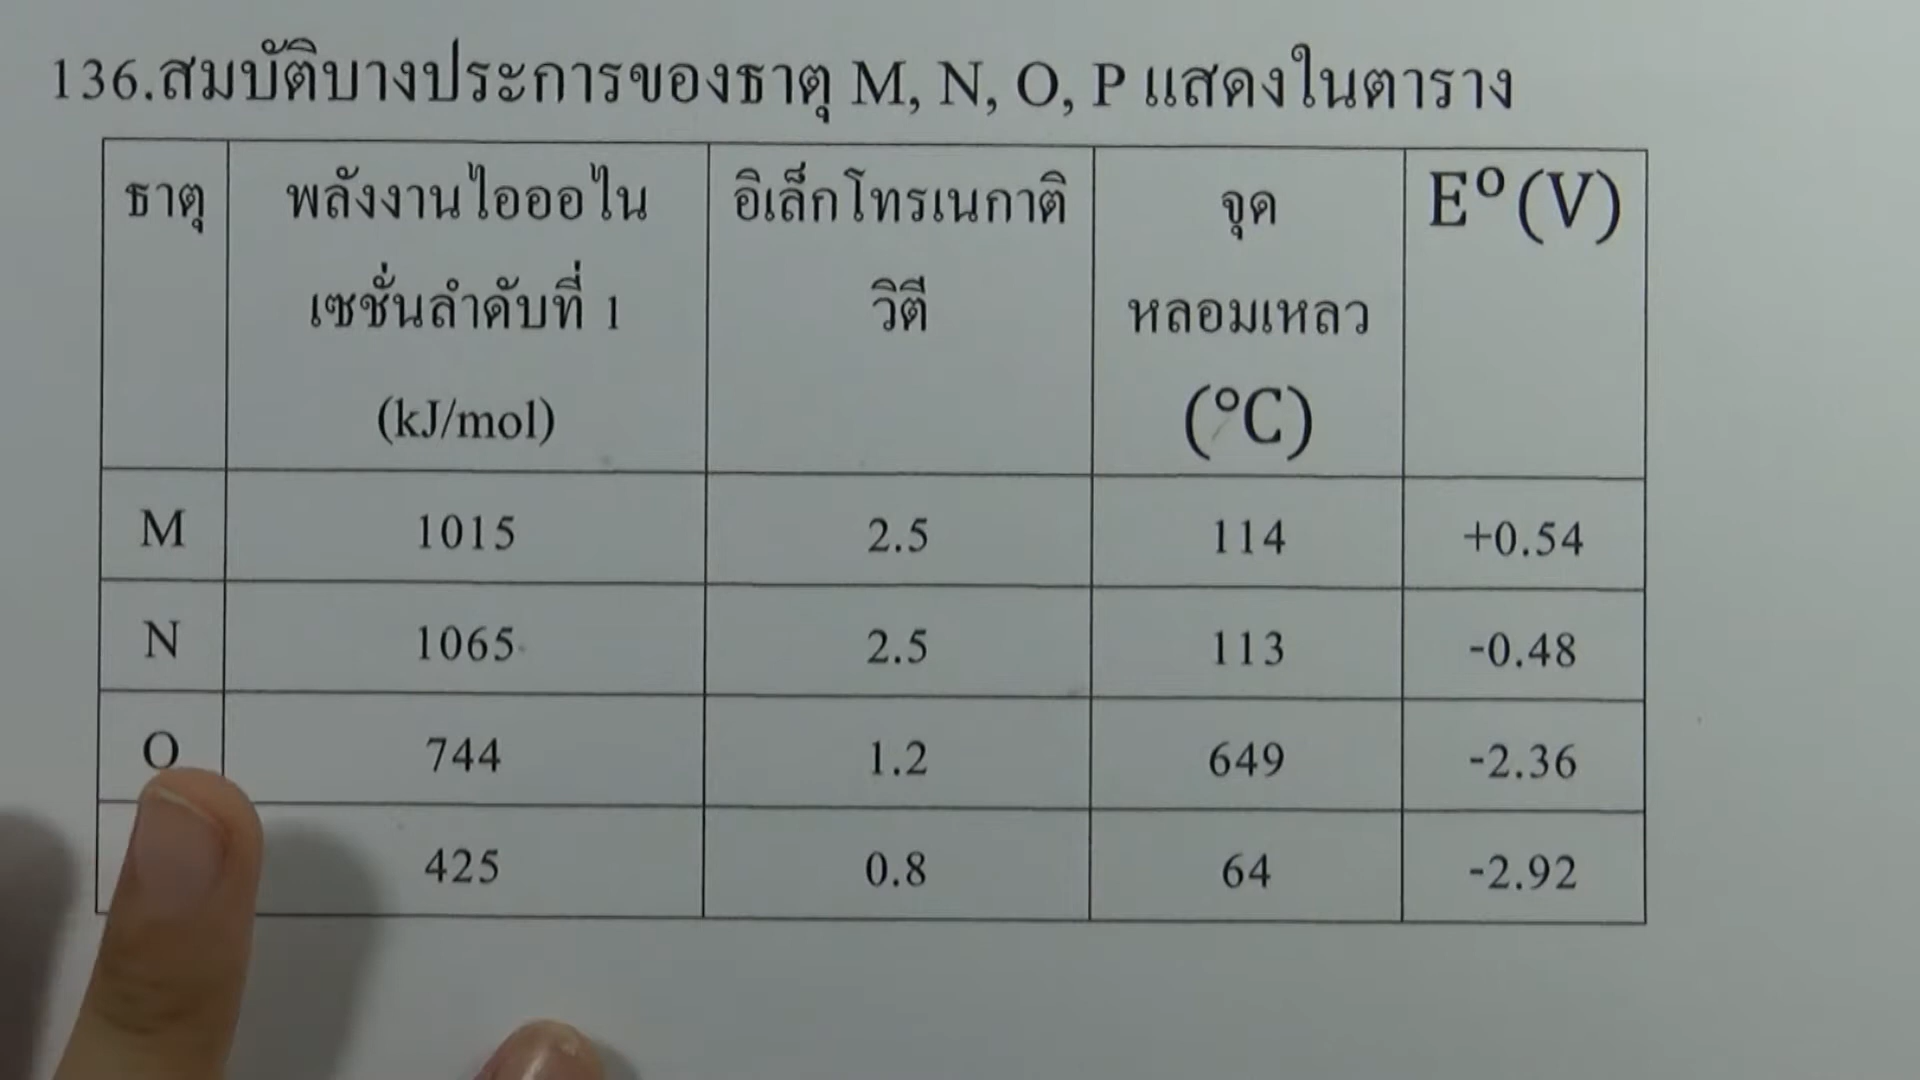 136.สมบัติบางประการของธาตุ M, N, O, P แสดงในตาราง
ธาตุ พลังงานไอออไน อิเล็กโทรเนกาติ จุด E⁰(V)
เซชั่นลำดับที่ 1 วิตี หลอมเหลว
(kJ/mol) (°C)
M 1015 2.5 114 +0.54
N 1065 2.5 113 -0.48
O 744 1.2 649 -2.36
425 0.8 64 -2.92